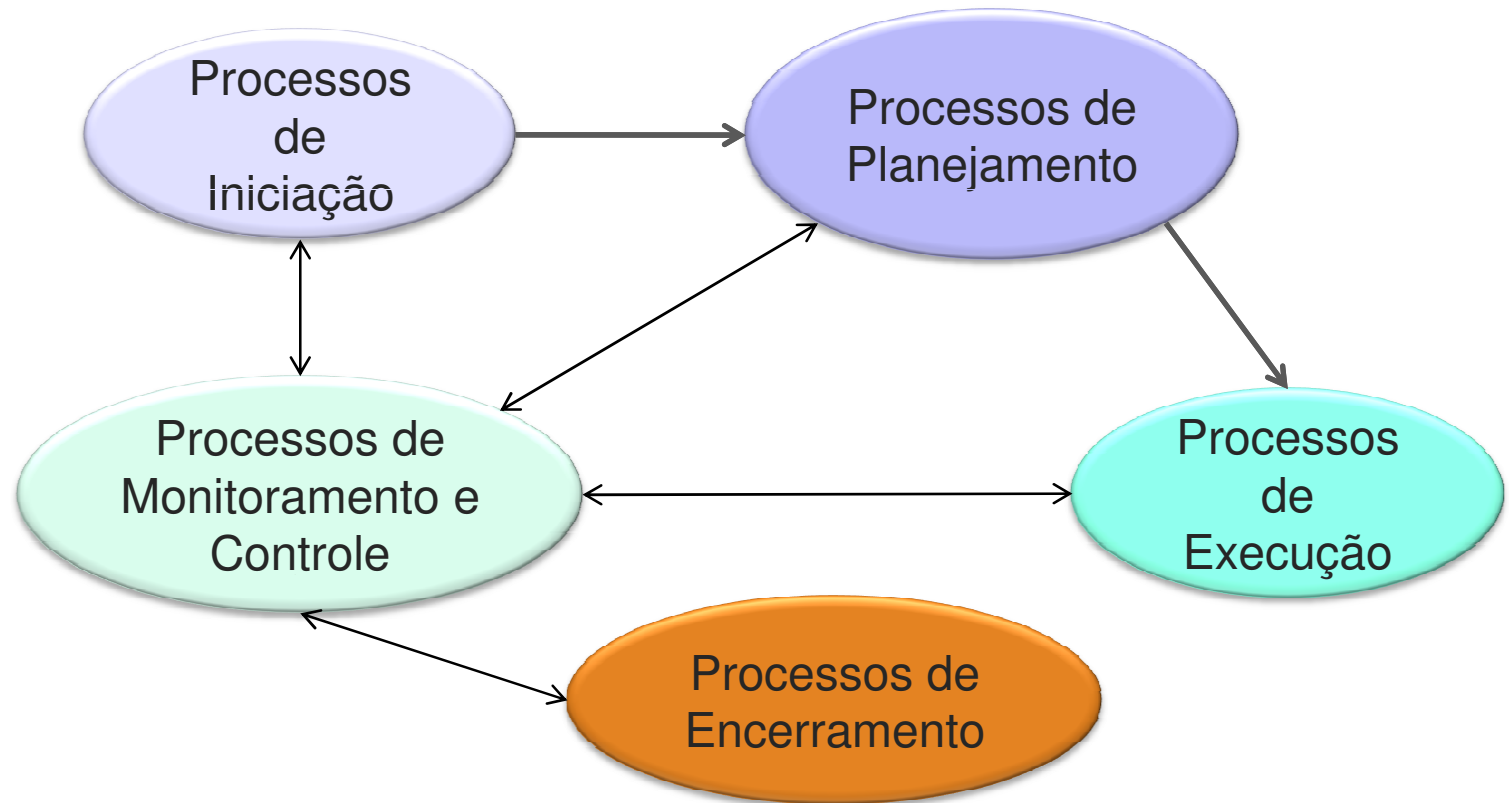 Processos
de
Iniciação
Processos de
Planejamento
Processos de
Monitoramento e
Controle
Processos
de
Execução
Processos de
Encerramento